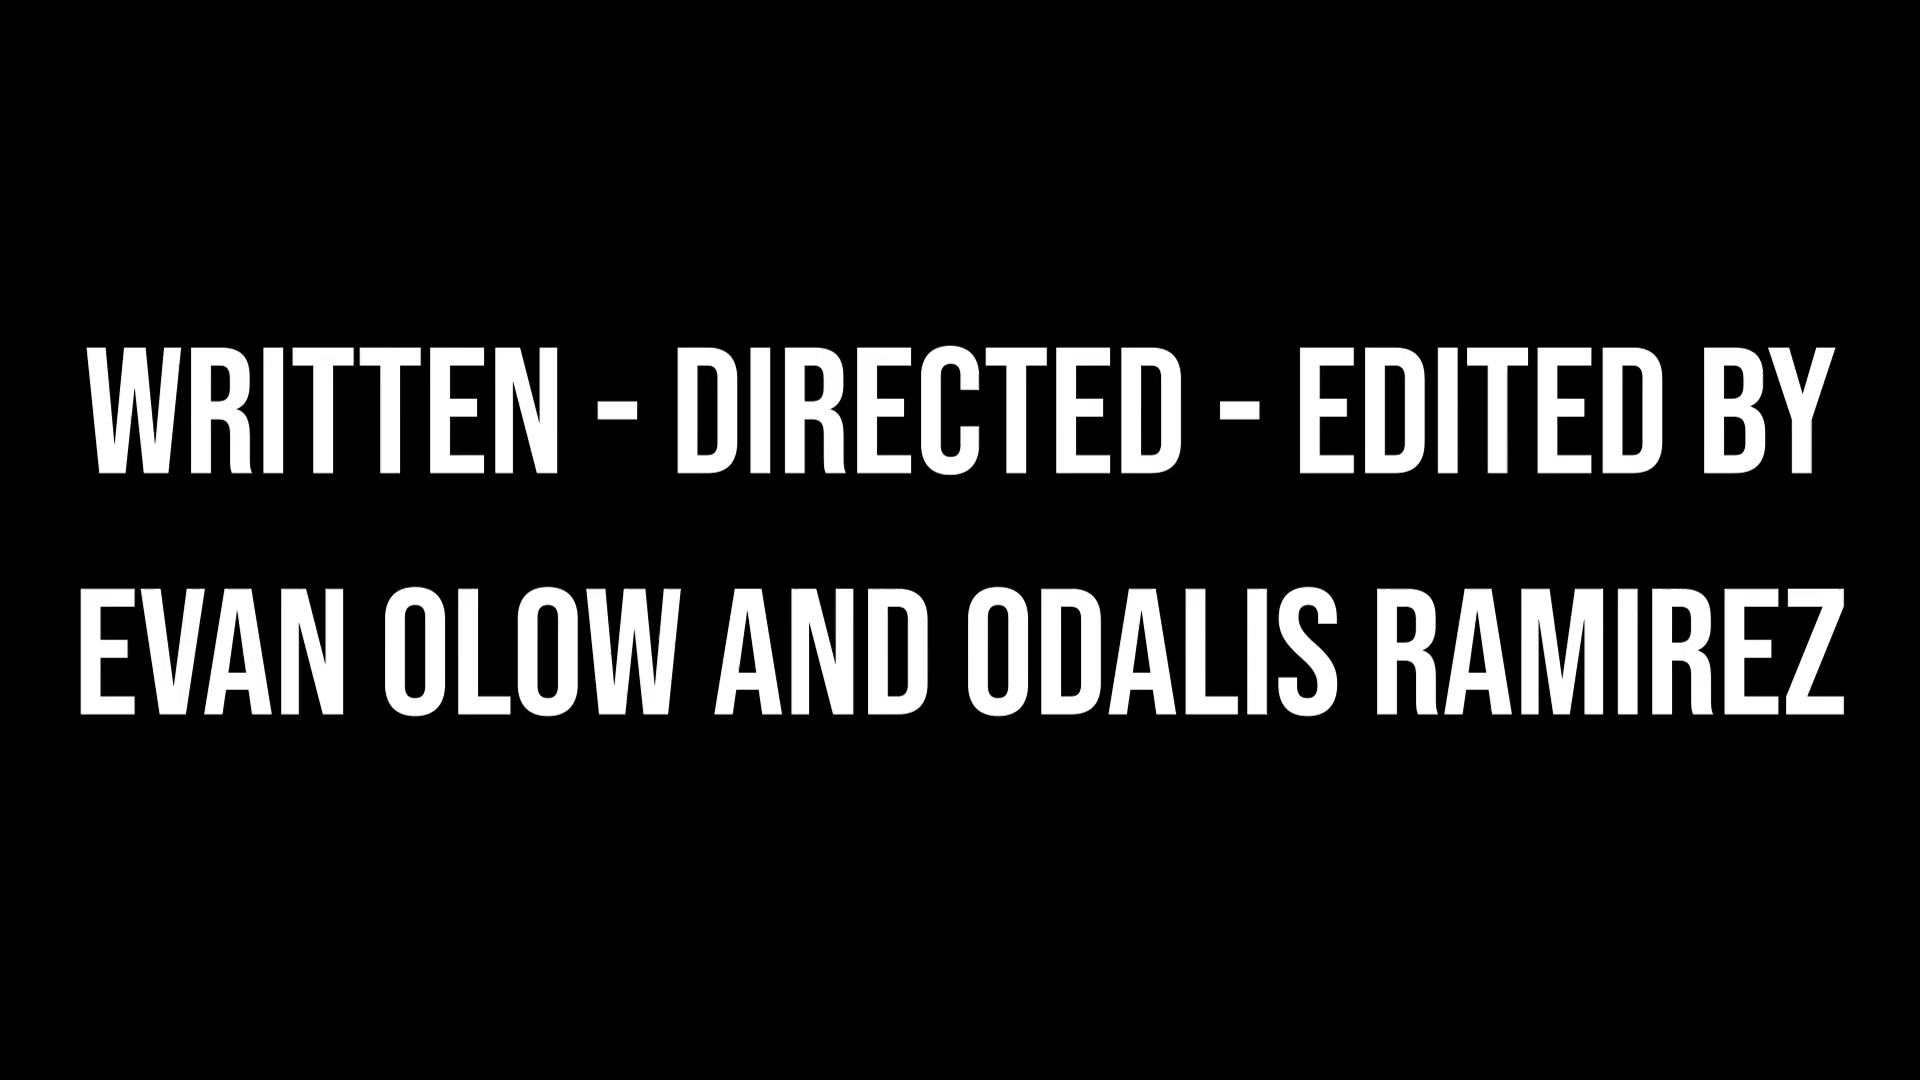 WRITTEN - DIRECTED - EDITED BY
EVAN OLOW AND ODALIS RAMIREZ